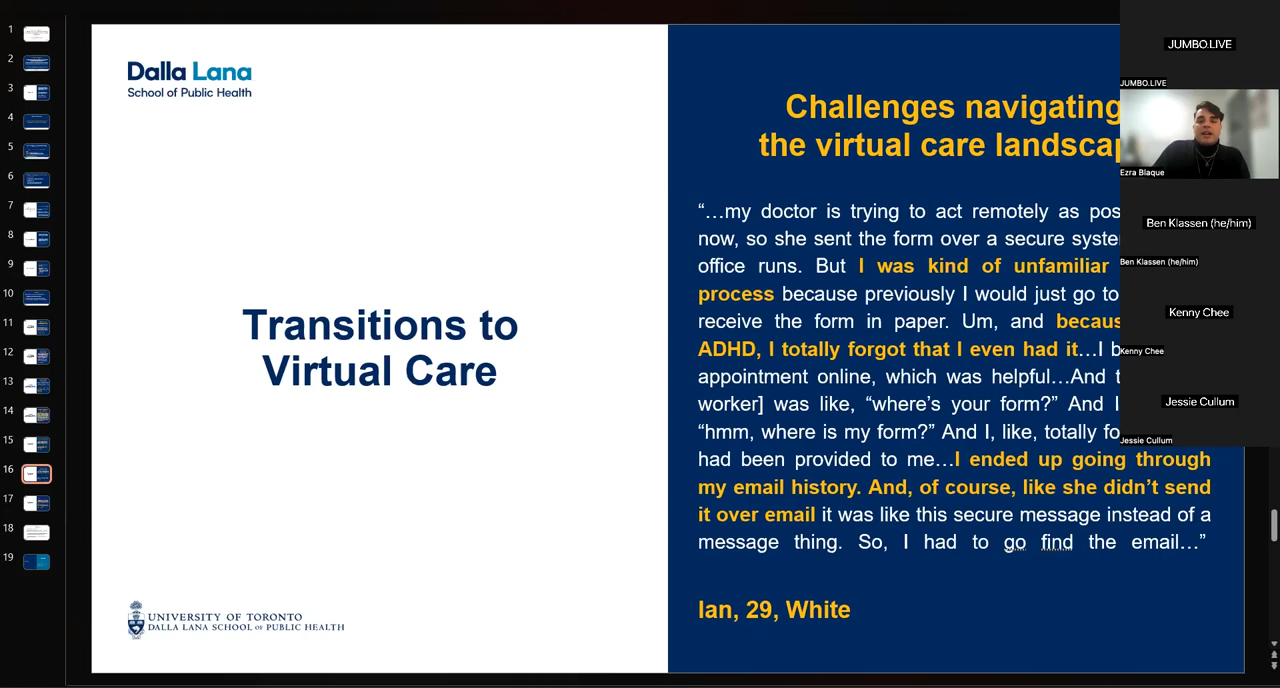 1
2
3
4
5
6
7
8
9
10
11
12
13
14
15
16
17
18
19
Dalla Lana
School of Public Health
Transitions to
Virtual Care
UNIVERSITY OF TORONTO
DALLA LANA SCHOOL OF PUBLIC HEALTH
Challenges navigating
the virtual care
“…my doctor is trying to act remotely as
now, so she sent the form over a secure
office runs. But I was kind of unfamiliar
process because previously I would just go to
receive the form in paper. Um, and
ADHD, I totally forgot that I even had it…I
appointment online, which was helpful…And
worker] was like, “where’s your form?” And I
“hmm, where is my form?” And I, like, totally
had been provided to me…I ended up going through
my email history. And, of course, like she didn’t send
it over email it was like this secure message instead of a
message thing. So, I had to go find the email…”
Ian, 29, White
JUMBO.LIVE
JUMBO.LIVE
Ezra Blaque
Ben Klassen (he/him)
Ben Klassen (he/him)
Kenny Chee
Kenny Chee
Jessie Cullum
Jessie Cullum